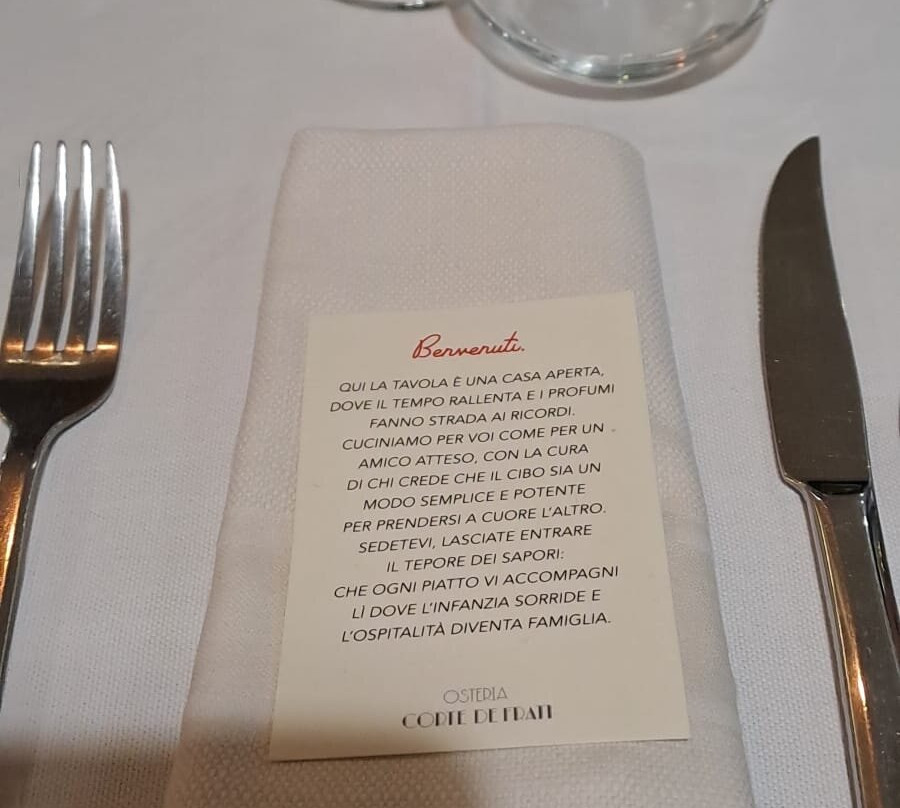 Benvenuti.
QUI LA TAVOLA È UNA CASA APERTA,
DOVE IL TEMPO RALLENTA E I PROFUMI
FANNO STRADA AI RICORDI.
CUCINIAMO PER VOI COME PER UN
AMICO ATTESO, CON LA CURA
DI CHI CREDE CHE IL CIBO SIA UN
MODO SEMPLICE E POTENTE
PER PRENDERSI A CUORE L'ALTRO.
SEDETEVI, LASCIATE ENTRARE
IL TEPORE DEI SAPORI:
CHE OGNI PIATTO VI ACCOMPAGNI
LÌ DOVE L'INFANZIA SORRIDE E
L'OSPITALITÀ DIVENTA FAMIGLIA.
OSTERIA
CORTE DE FRATI